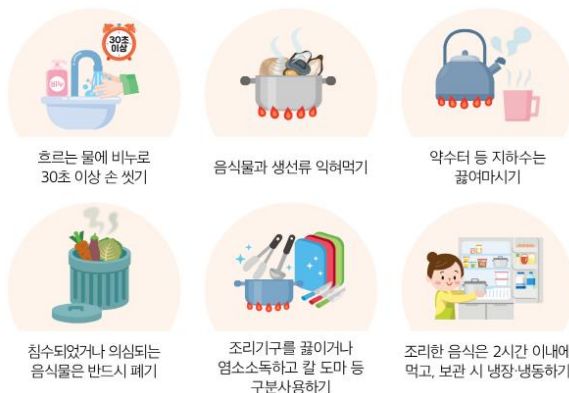 30초
이상
흐르는 물에 비누로
30초 이상 손 씻기
음식물과 생선류 익혀먹기
약수터 등 지하수는
끓여마시기
침수되었거나 의심되는
음식물은 반드시 폐기
조리기구를 끓이거나
염소소독하고 칼 도마 등
구분사용하기
조리한 음식은 2시간 이내에
먹고, 보관 시 냉장·냉동하기